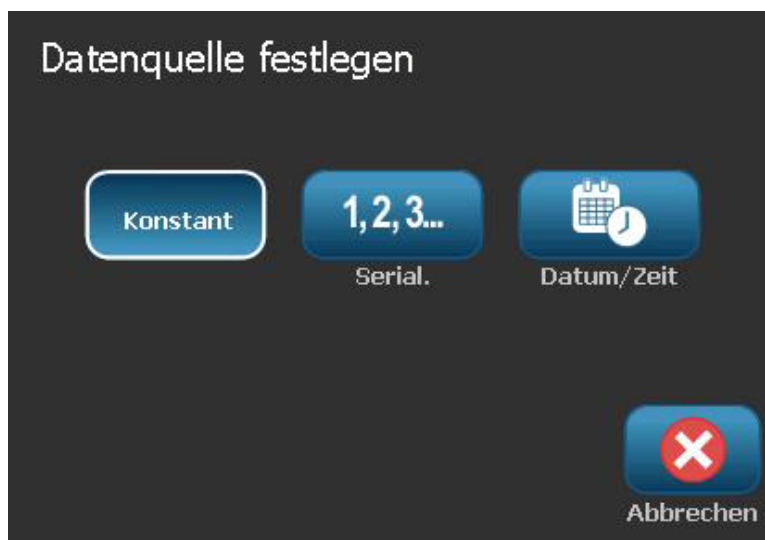 Datenquelle festlegen
Konstant
1, 2, 3...
Serial.
Datum/Zeit
Abbrechen